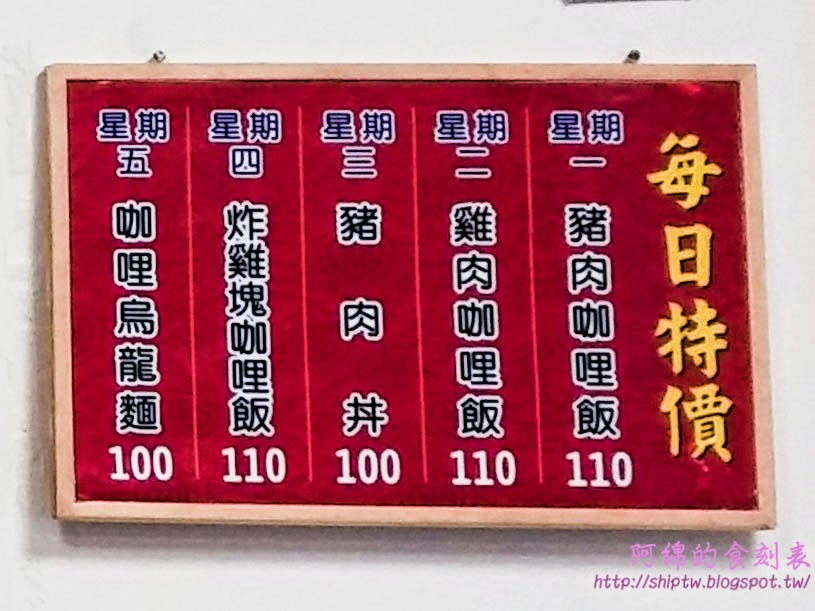 每日特價
星期一
豬肉咖哩飯
110
星期二
雞肉咖哩飯
110
星期三
豬肉丼
100
星期四
炸雞塊咖哩飯
110
星期五
咖哩烏龍麵
100
阿綿的食刻表
http://shiptw.blogspot.tw/